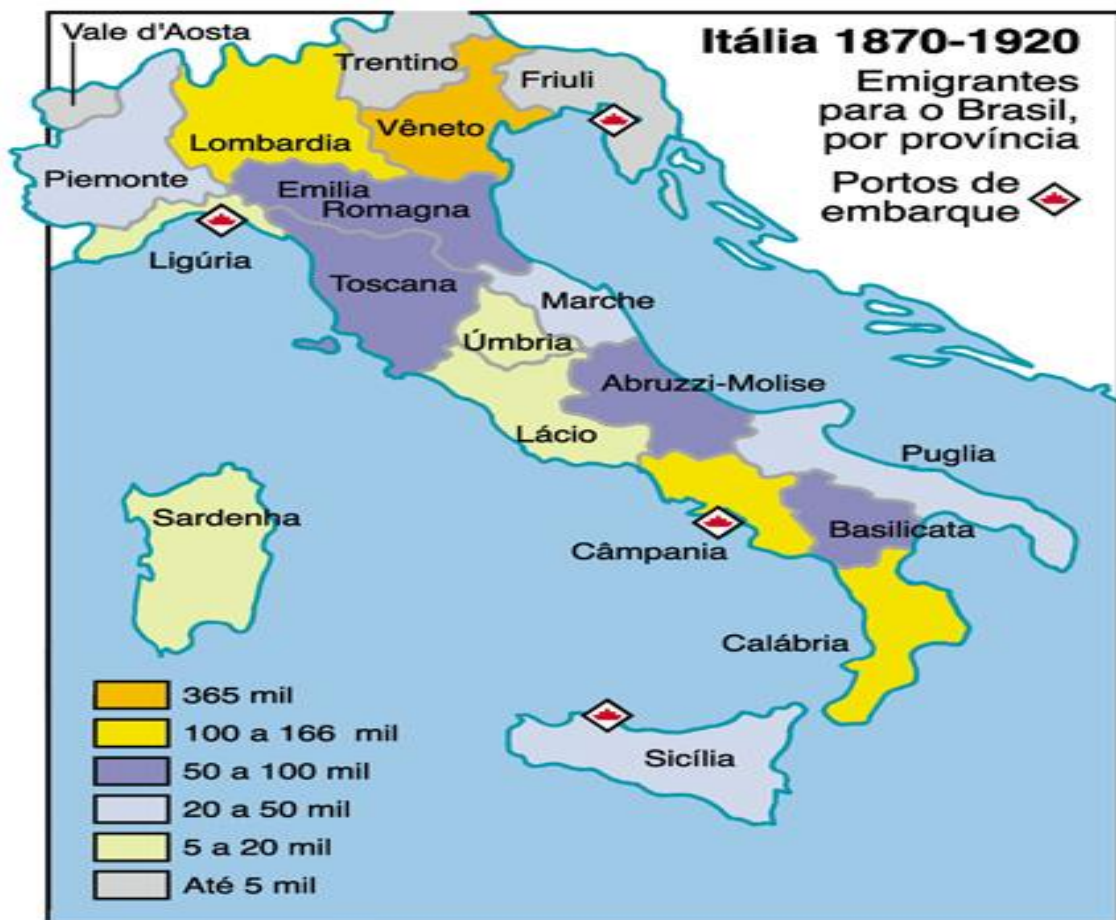 Itália 1870-1920
Emigrantes
para o Brasil,
por província
Portos de
embarque
Vale d'Aosta
Trentino
Friuli
Vêneto
Lombardia
Piemonte
Emilia
Romagna
Ligúria
Toscana
Marche
Úmbria
Abruzzi-Molise
Lácio
Puglia
Sardenha
Basilicata
Câmpania
Calábria
Sicília
365 mil
100 a 166 mil
50 a 100 mil
20 a 50 mil
5 a 20 mil
Até 5 mil